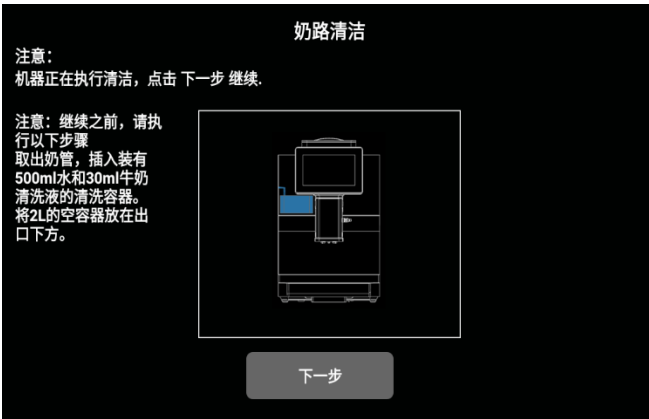 奶路清洁
注意：
机器正在执行清洁，点击 下一步 继续.
注意：继续之前，请执
行以下步骤
取出奶管，插入装有
500ml水和30ml牛奶
清洗液的清洗容器。
将2L的空容器放在出
口下方。
下一步